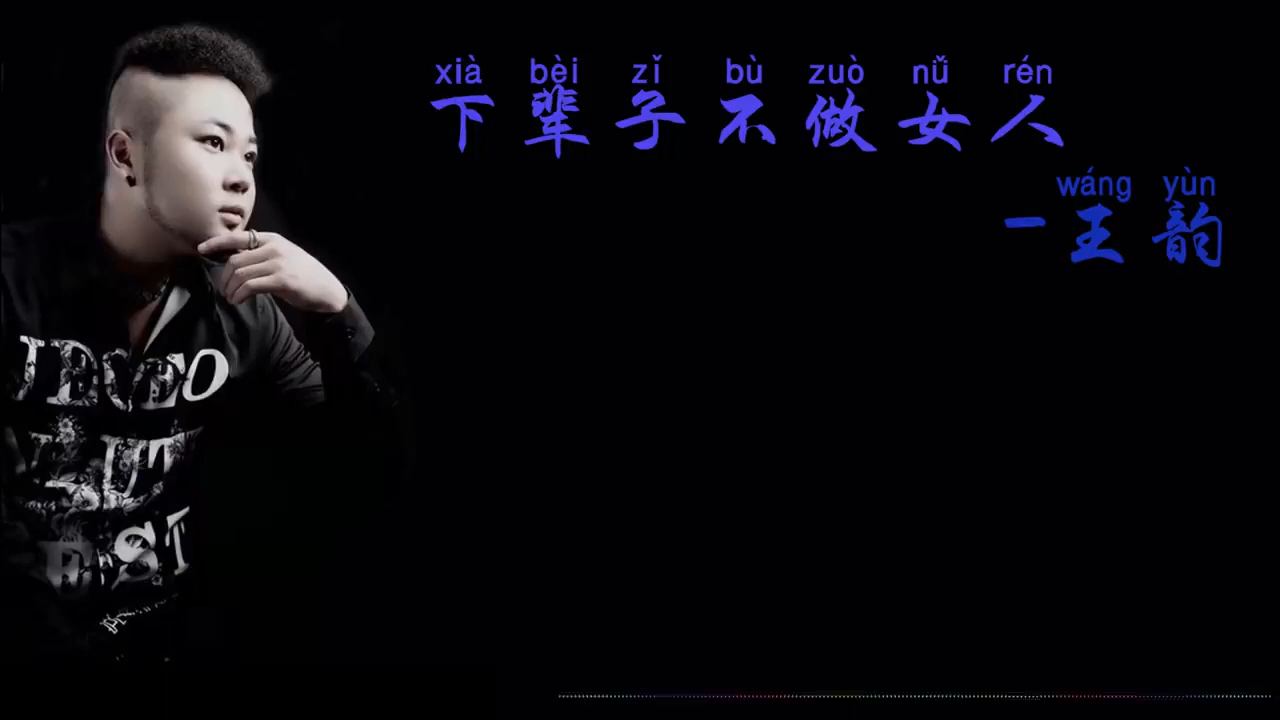 xià bèi zǐ bù zuò nǚ rén
下辈子不做女人
wáng yùn
一王韵